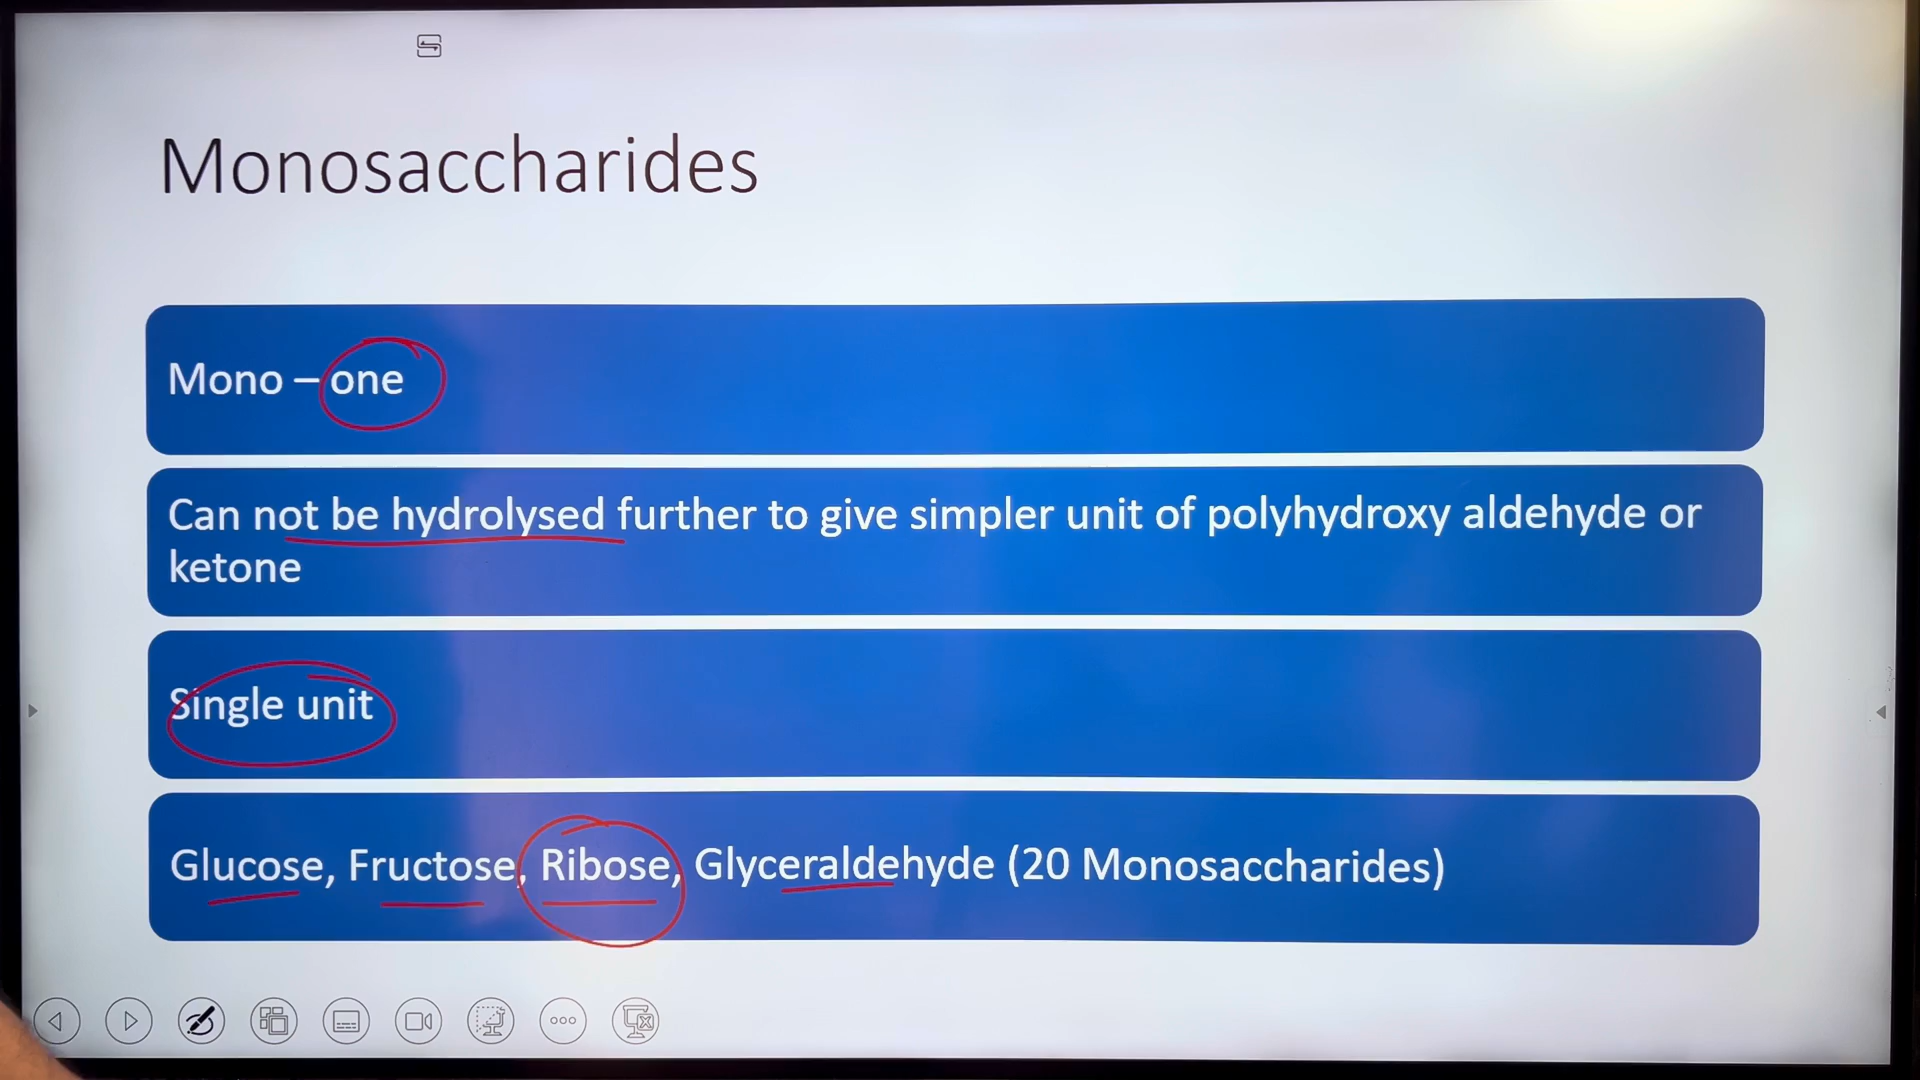 Monosaccharides
Mono – one
Can not be hydrolysed further to give simpler unit of polyhydroxy aldehyde or
ketone
Single unit
Glucose, Fructose, Ribose, Glyceraldehyde (20 Monosaccharides)